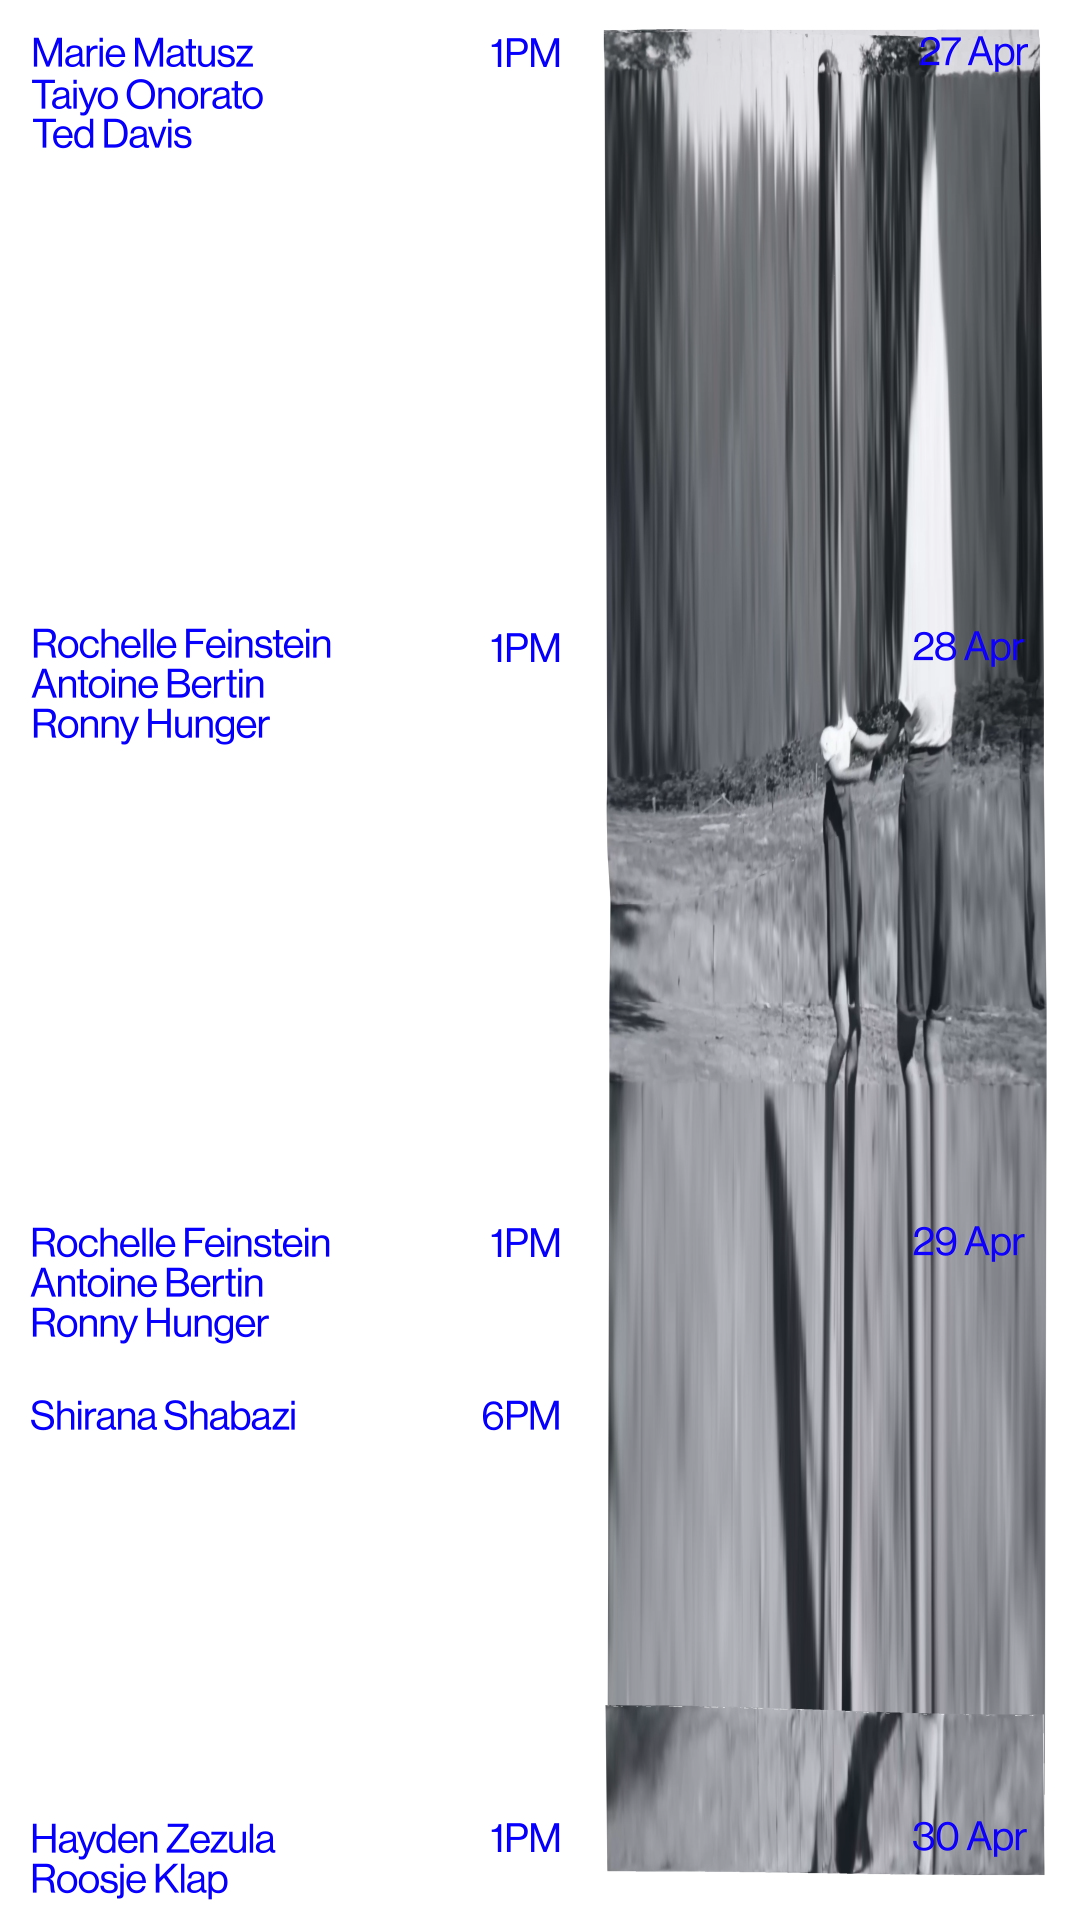 Marie Matusz 1PM 27 Apr
Taiyo Onorato
Ted Davis
Rochelle Feinstein 1PM 28 Apr
Antoine Bertin
Ronny Hunger
Rochelle Feinstein 1PM 29 Apr
Antoine Bertin
Ronny Hunger
Shirana Shabazi 6PM
Hayden Zezula 1PM 30 Apr
Roosje Klap